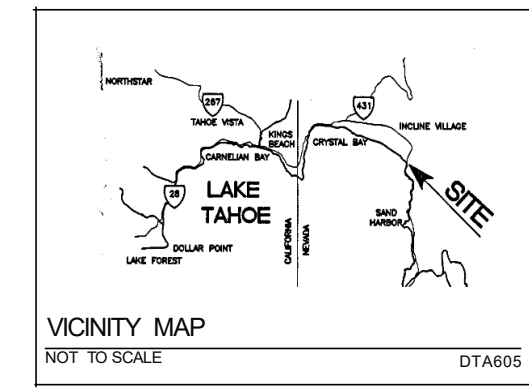 NORTHSTAR
267
TAHOE VISTA
KINGS
BEACH
431
CRYSTAL BAY
INCLINE VILLAGE
CARNELIAN BAY
28
LAKE
TAHOE
SITE
SAND
HARBOR
CALIFORNIA
NEVADA
DOLLAR POINT
LAKE FOREST
VICINITY MAP
NOT TO SCALE
DTA605